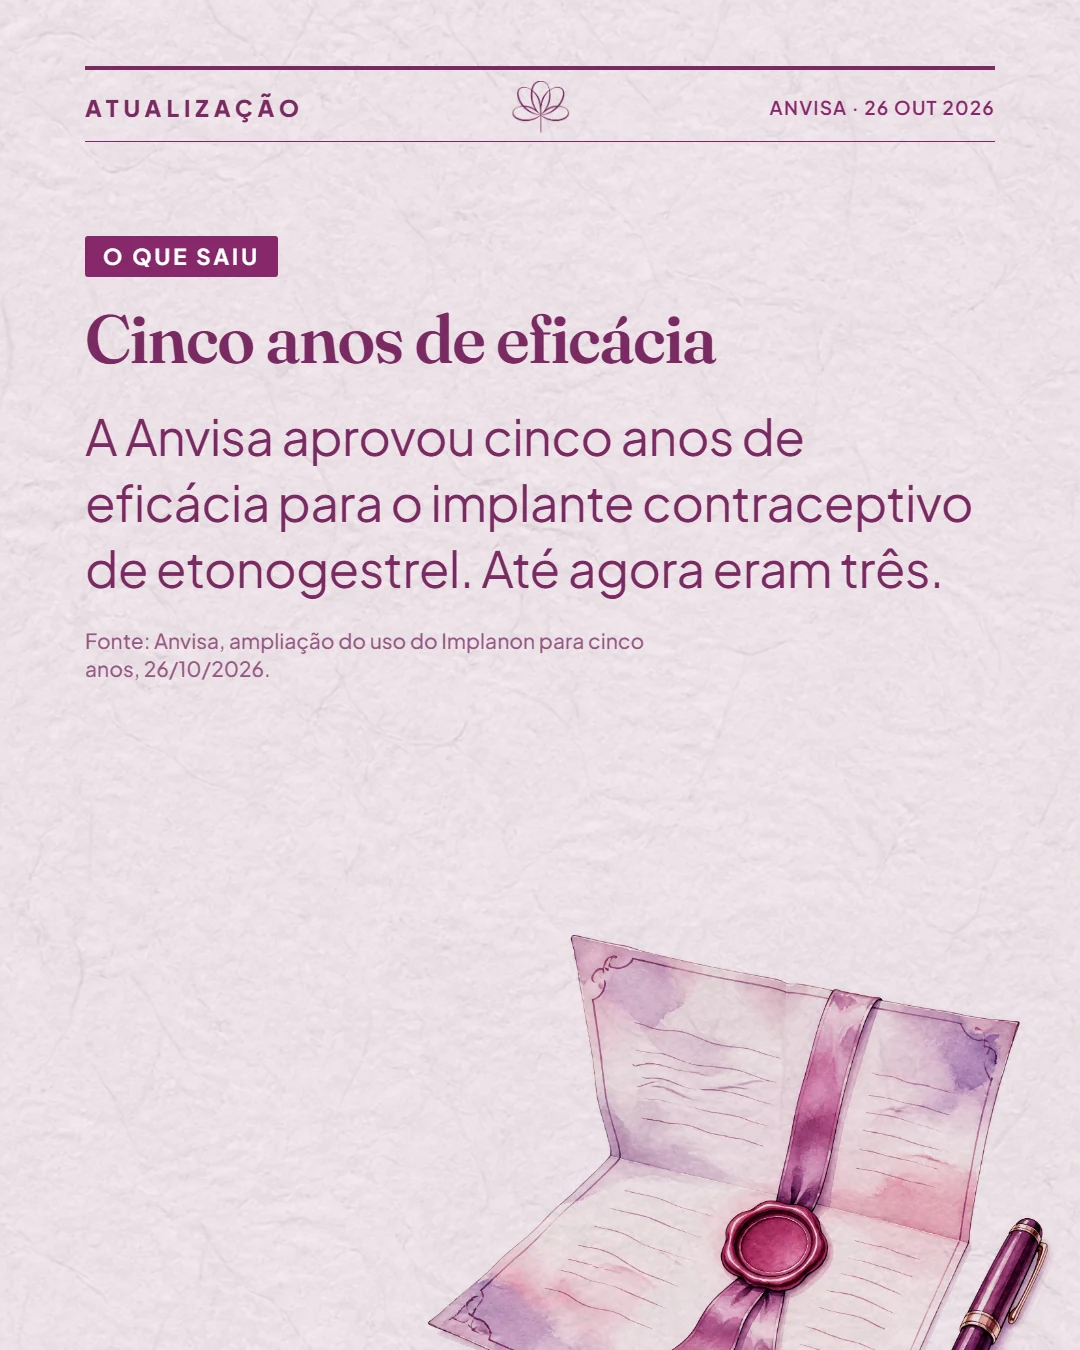 ATUALIZAÇÃO
ANVISA · 26 OUT 2026
O QUE SAIU
Cinco anos de eficácia
A Anvisa aprovou cinco anos de
eficácia para o implante contraceptivo
de etonogestrel. Até agora eram três.
Fonte: Anvisa, ampliação do uso do Implanon para cinco
anos, 26/10/2026.